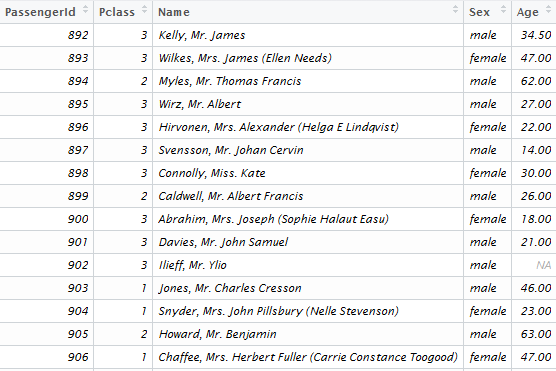 PassengerId Pclass Name Sex Age
892 3 Kelly, Mr. James male 34.50
893 3 Wilkes, Mrs. James (Ellen Needs) female 47.00
894 2 Myles, Mr. Thomas Francis male 62.00
895 3 Wirz, Mr. Albert male 27.00
896 3 Hirvonen, Mrs. Alexander (Helga E Lindqvist) female 22.00
897 3 Svensson, Mr. Johan Cervin male 14.00
898 3 Connolly, Miss. Kate female 30.00
899 2 Caldwell, Mr. Albert Francis male 26.00
900 3 Abrahim, Mrs. Joseph (Sophie Halaut Easu) female 18.00
901 3 Davies, Mr. John Samuel male 21.00
902 3 Ilieff, Mr. Ylio male NA
903 1 Jones, Mr. Charles Cresson male 46.00
904 1 Snyder, Mrs. John Pillsbury (Nelle Stevenson) female 23.00
905 2 Howard, Mr. Benjamin male 63.00
906 1 Chaffee, Mrs. Herbert Fuller (Carrie Constance Toogood) female 47.00